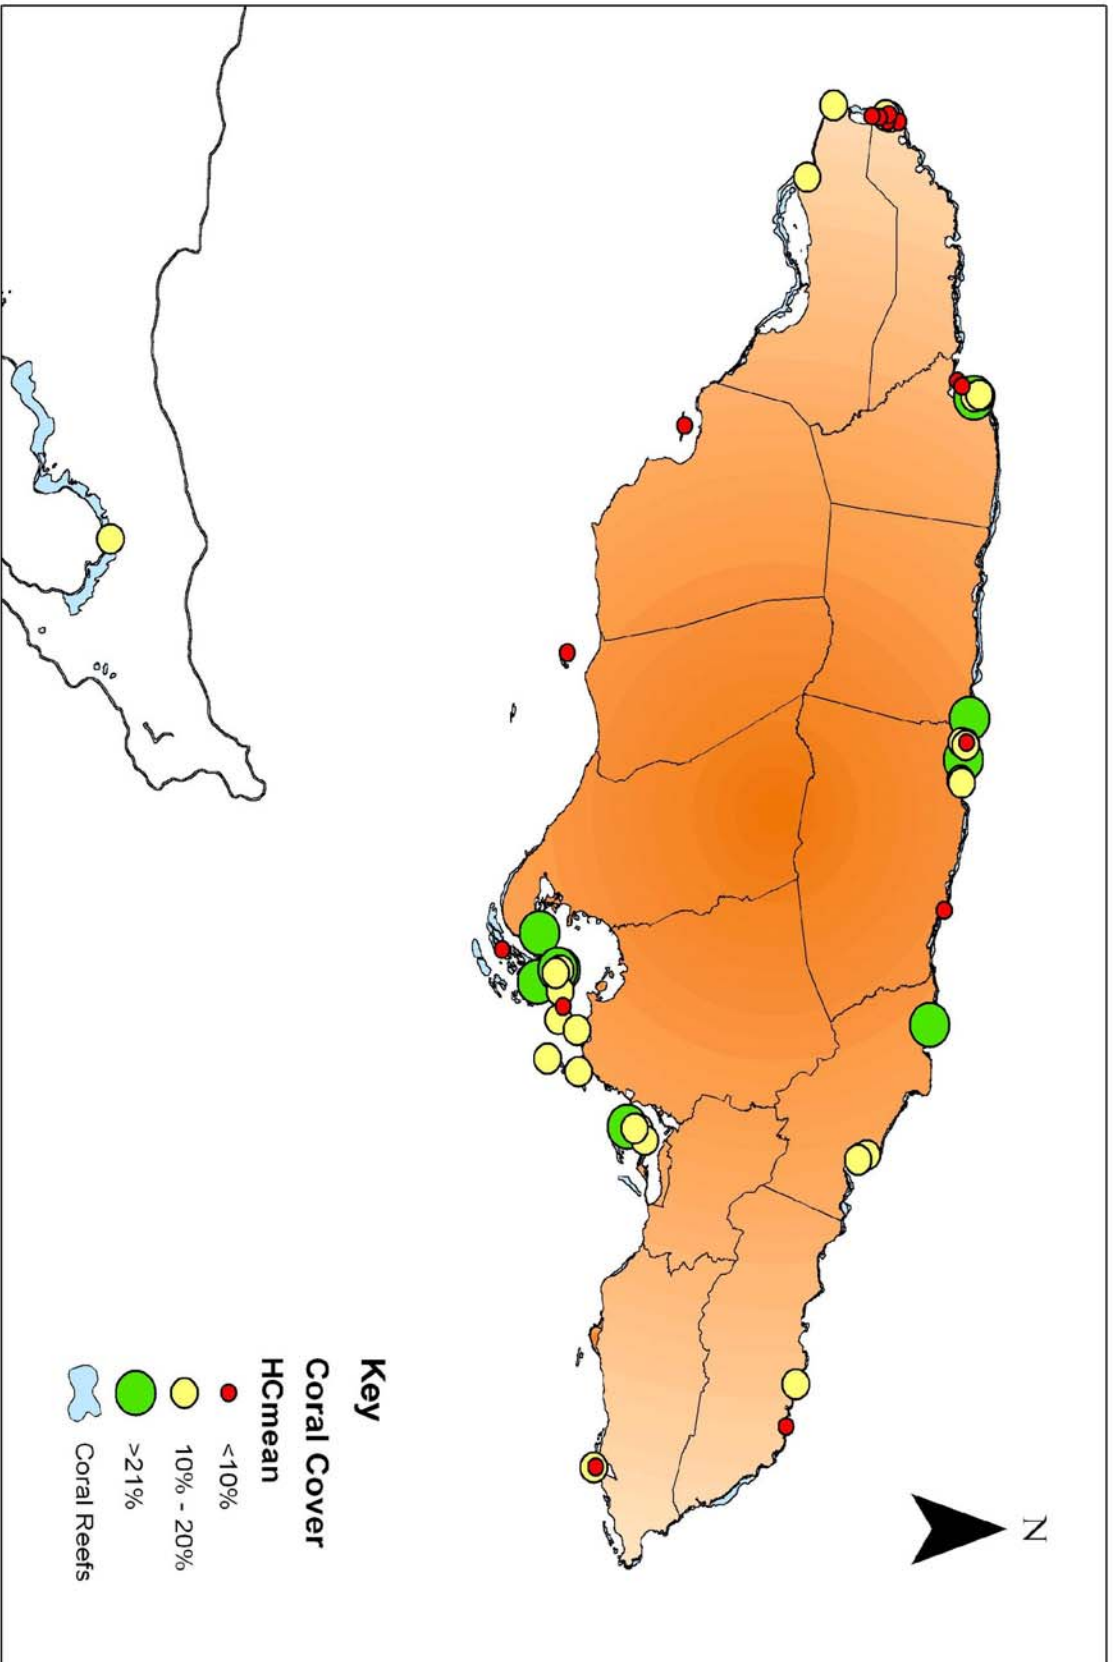 N
Key
Coral Cover
HCmean
<10%
10% - 20%
>21%
Coral Reefs